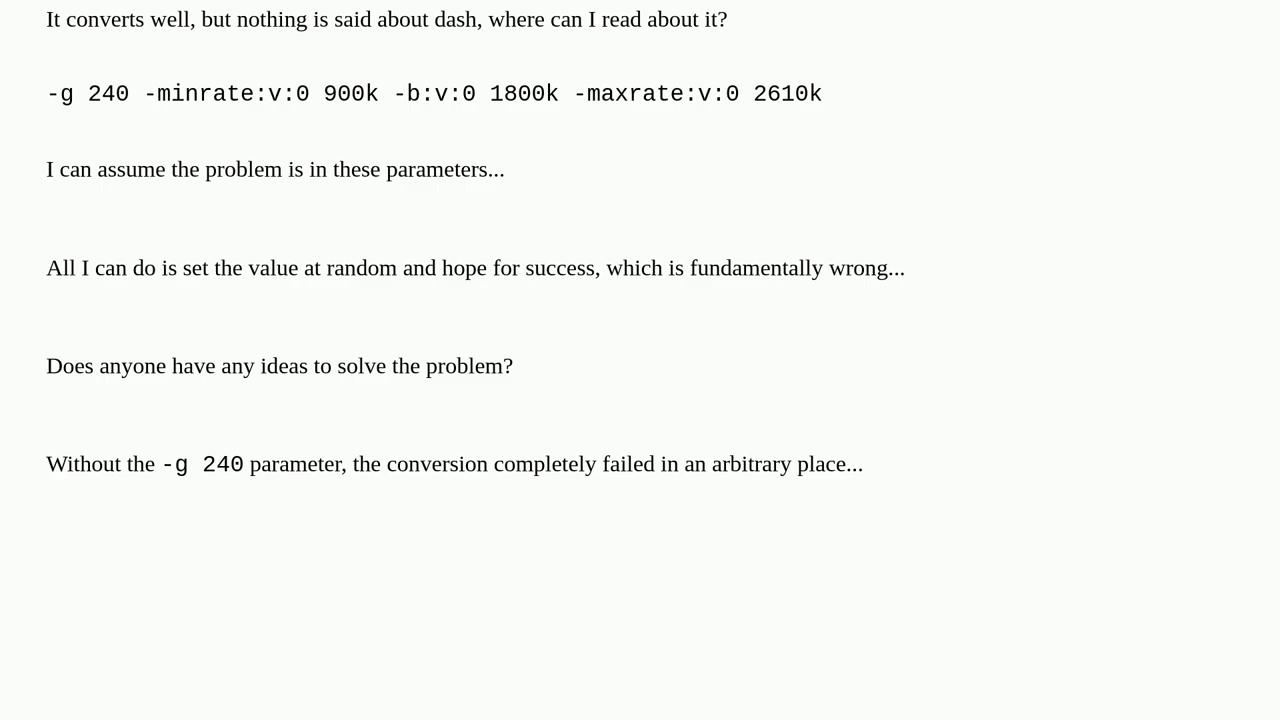 It converts well, but nothing is said about dash, where can I read about it?
-g 240 -minrate:v:0 900k -b:v:0 1800k -maxrate:v:0 2610k
I can assume the problem is in these parameters...
All I can do is set the value at random and hope for success, which is fundamentally wrong...
Does anyone have any ideas to solve the problem?
Without the -g 240 parameter, the conversion completely failed in an arbitrary place...